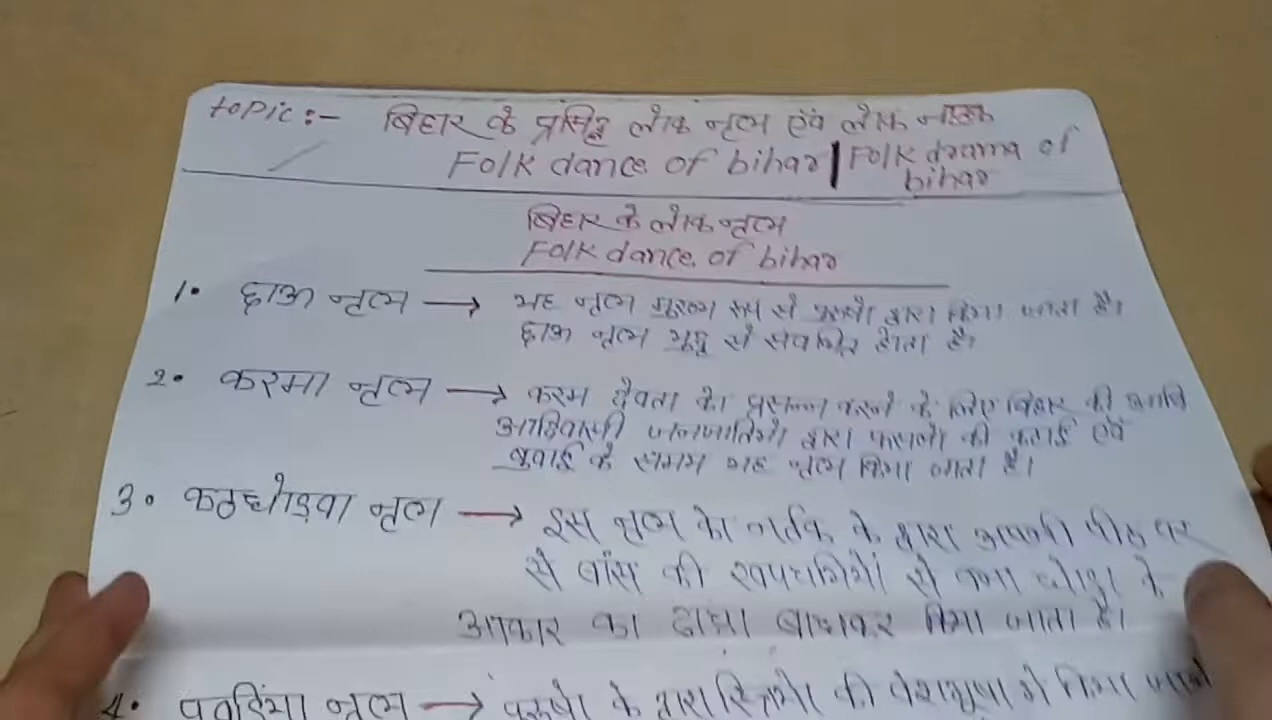 topic:- बिहार के प्रसिद्ध लोक नृत्य एवं लोक नाटक
Folk dance of bihar | Folk drama of
bihar
बिहार के लोक नृत्य
Folk dance of bihar
1. छाऊ नृत्य → यह नृत्य मुख्य रूप से पुरुषो द्वारा किया जाता है।
छाऊ नृत्य युद्ध से संबंधित होता है।
2. करमा नृत्य → करम देवता को प्रसन्न करने के लिए बिहार की
आदिवासी जनजातियो द्वारा फसलो की कटाई एवं
बुवाई के समय यह नृत्य किया जाता है।
3. कठघोड़वा नृत्य → इस नृत्य को नर्तक के द्वारा अपनी पीठ पर
से बांस की खपचयियों से बना घोड़ा के
आकार का ढाचा बाधकर किया जाता है।
4. पवड़िया नृत्य → पुरुषो के द्वारा स्त्रियो की वेशभूषा में किया जाने